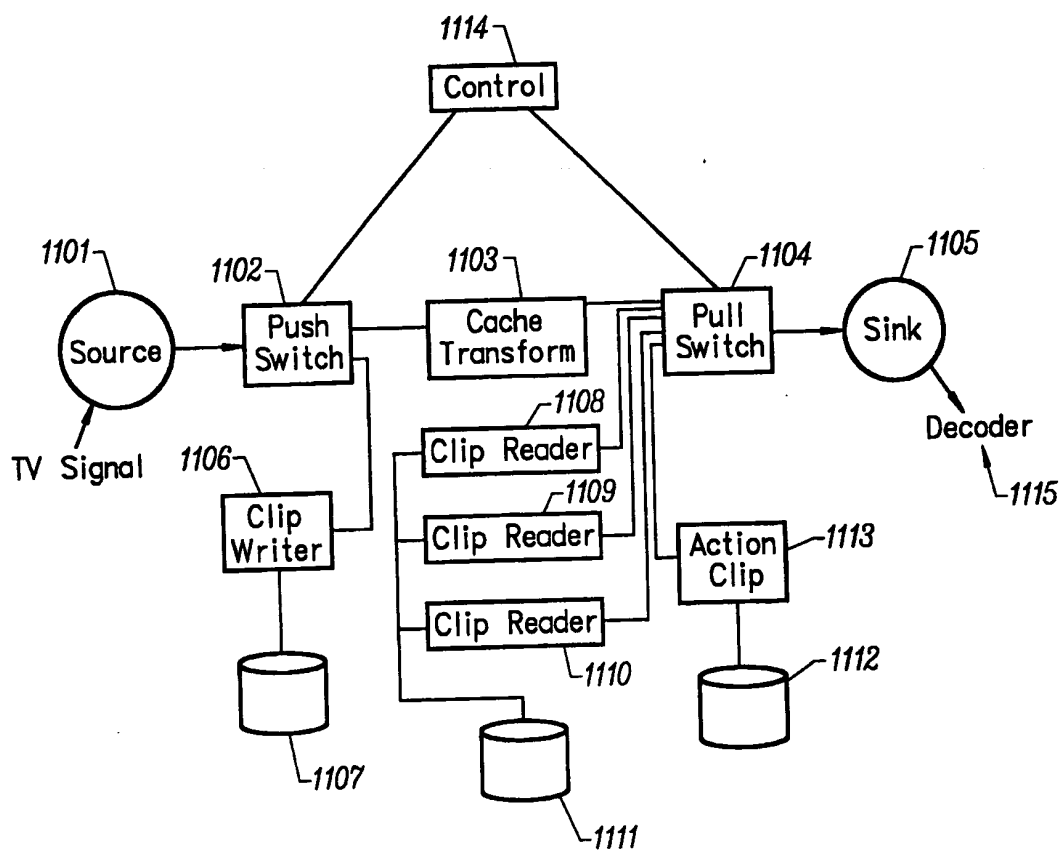 1114
Control
1101
1102
1103
1104
1105
Source
Push
Switch
Cache
Transform
Pull
Switch
Sink
TV Signal
Decoder
1115
1106
Clip
Writer
1108
Clip Reader
1109
Clip Reader
Clip Reader
1110
Action
Clip
1113
1107
1111
1112